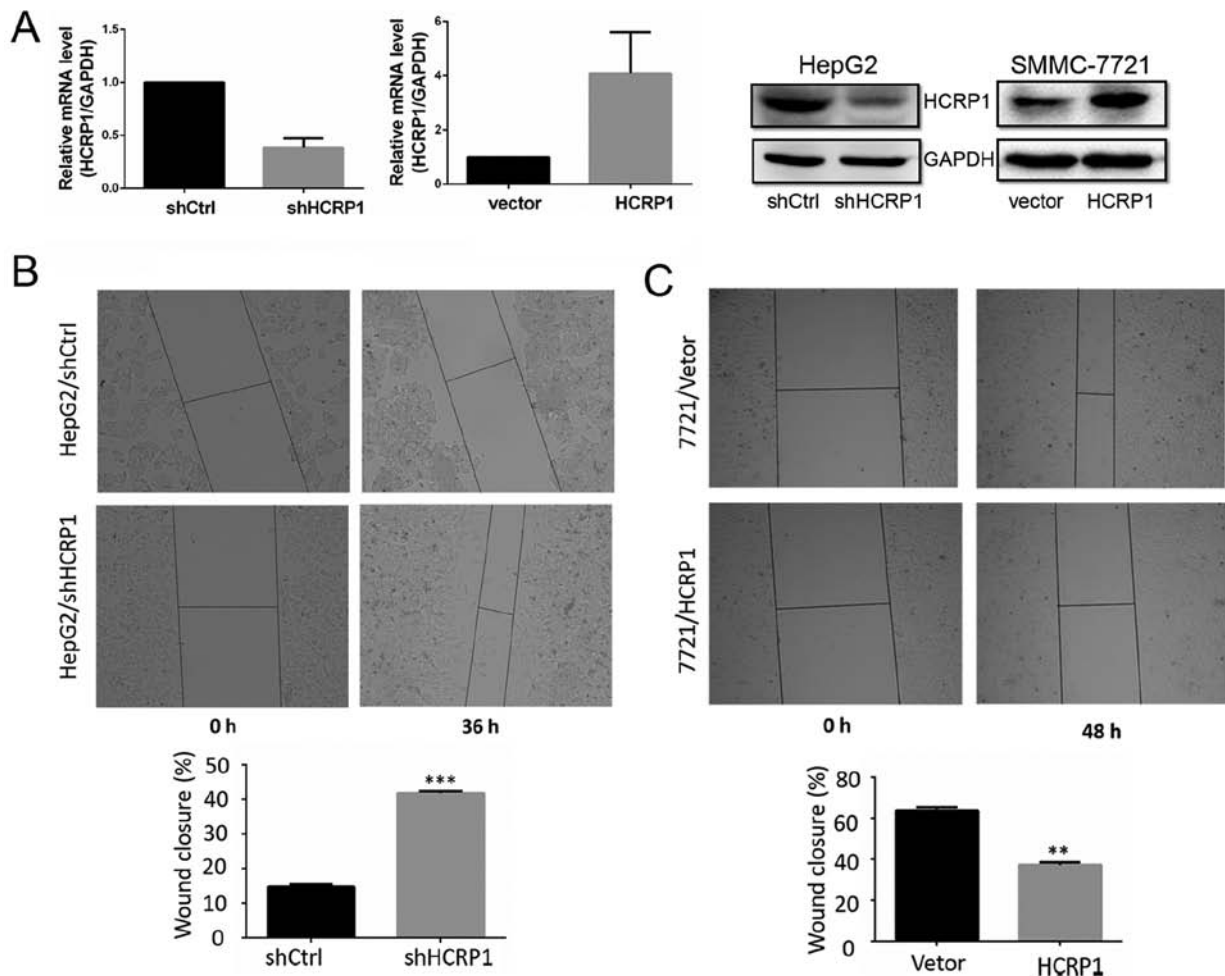 A
Relative mRNA level
(HCRP1/GAPDH)
1.5
1.0
0.5
0.0
shCtrl
shHCRP1
Relative mRNA level
(HCRP1/GAPDH)
6
4
2
0
vector
HCRP1
HepG2
SMMC-7721
HCRP1
GAPDH
shCtrl
shHCRP1
vector
HCRP1
B
HepG2/shCtrl
HepG2/shHCRP1
0 h
36 h
Wound closure (%)
50
40
30
20
10
0
***
shCtrl
shHCRP1
C
7721/Vetor
7721/HCRP1
0 h
48 h
Wound closure (%)
80
60
40
20
0
**
Vetor
HCRP1